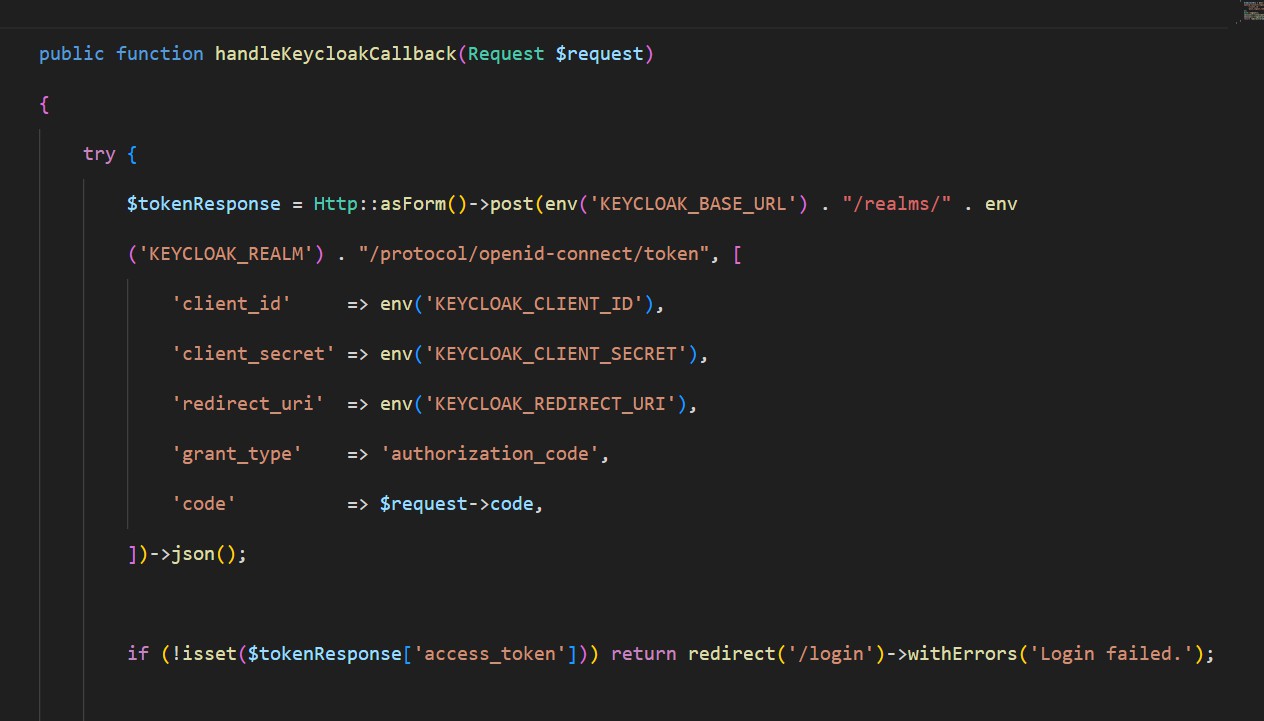 public function handleKeycloakCallback(Request $request)
{
try {
$tokenResponse = Http::asForm()->post(env('KEYCLOAK_BASE_URL') . "/realms/" . env
('KEYCLOAK_REALM') . "/protocol/openid-connect/token", [
'client_id'     => env('KEYCLOAK_CLIENT_ID'),
'client_secret' => env('KEYCLOAK_CLIENT_SECRET'),
'redirect_uri'  => env('KEYCLOAK_REDIRECT_URI'),
'grant_type'    => 'authorization_code',
'code'          => $request->code,
])->json();
if (!isset($tokenResponse['access_token'])) return redirect('/login')->withErrors('Login failed.');